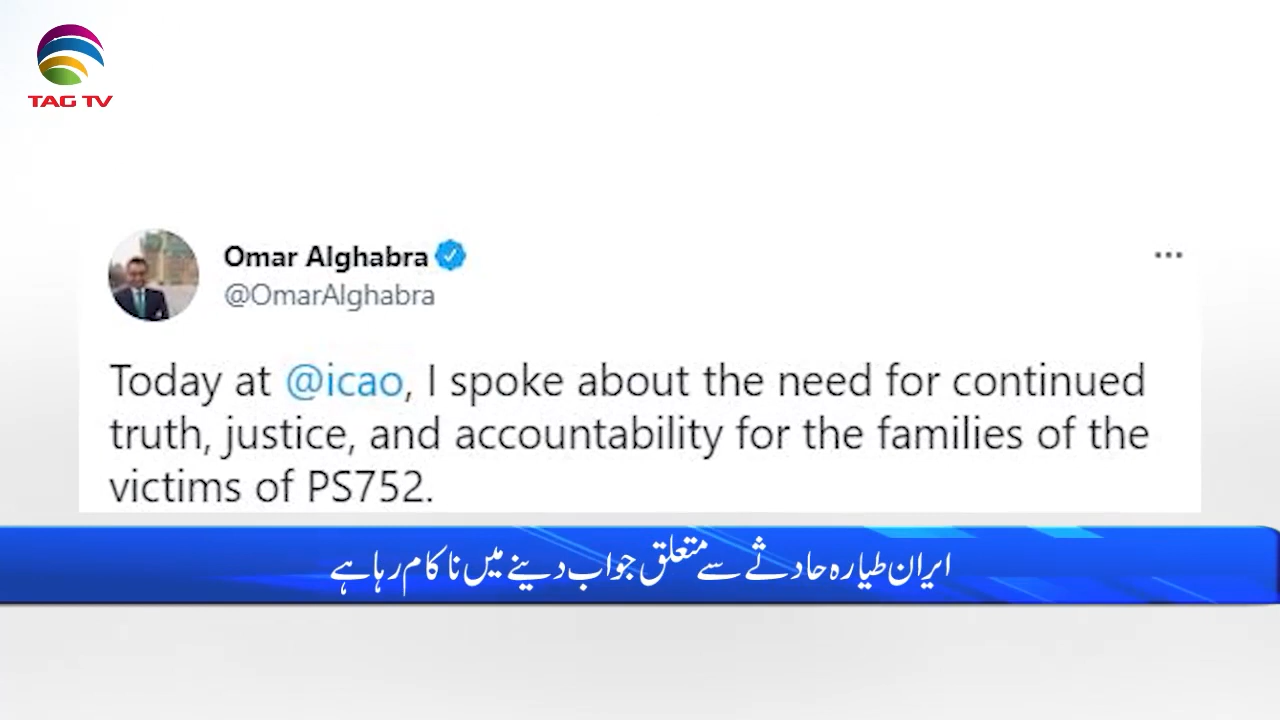 TAG TV
Omar Alghabra
@OmarAlghabra
Today at @icao, I spoke about the need for continued
truth, justice, and accountability for the families of the
victims of PS752.
ایران طیارہ حادثے سے متعلق جواب دینے میں ناکام رہا ہے